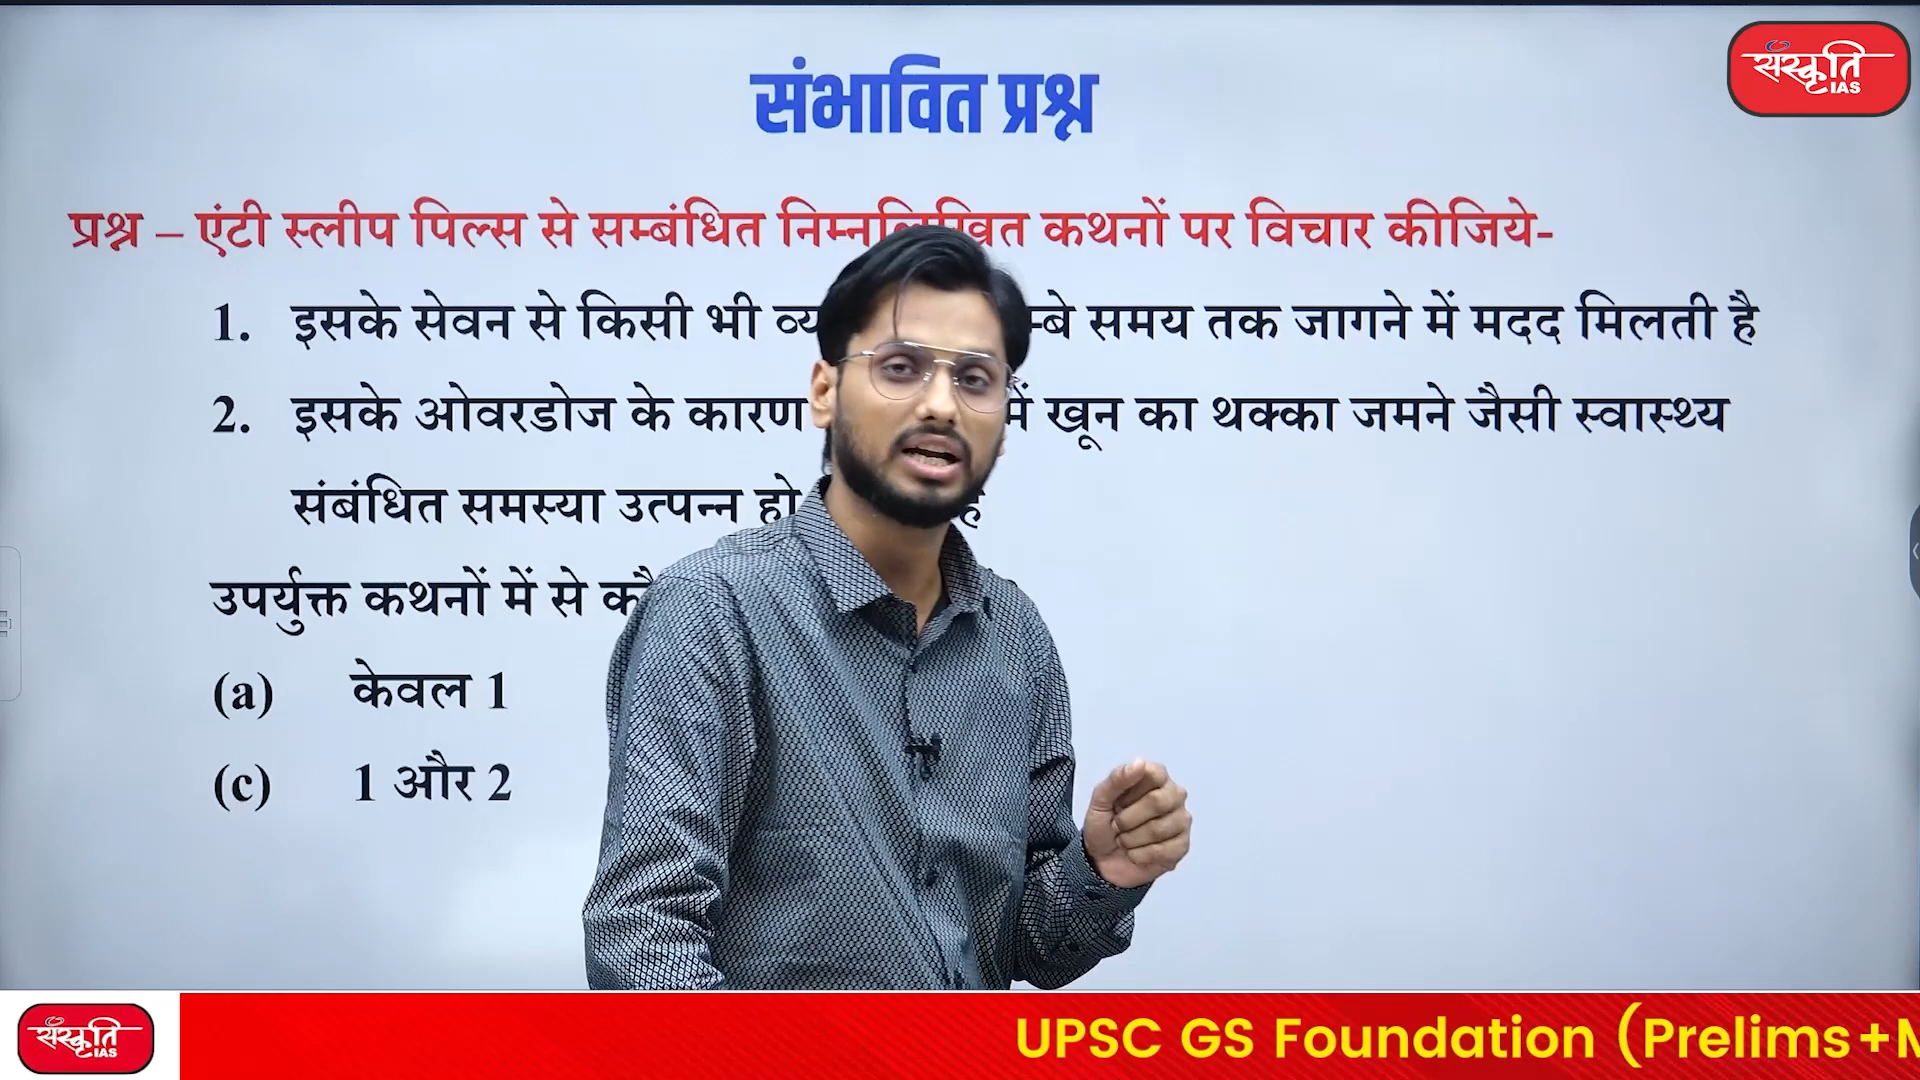 संस्कृति
IAS
संभावित प्रश्न
प्रश्न – एंटी स्लीप पिल्स से सम्बंधित निम्नलिखित कथनों पर विचार कीजिये-
1. इसके सेवन से किसी भी समय तक जागने में मदद मिलती है
2. इसके ओवरडोज के कारण में खून का थक्का जमने जैसी स्वास्थ्य
संबंधित समस्या उत्पन्न हो
उपर्युक्त कथनों में से
(a) केवल 1
(c) 1 और 2
संस्कृति
IAS
UPSC GS Foundation (Prelims+M